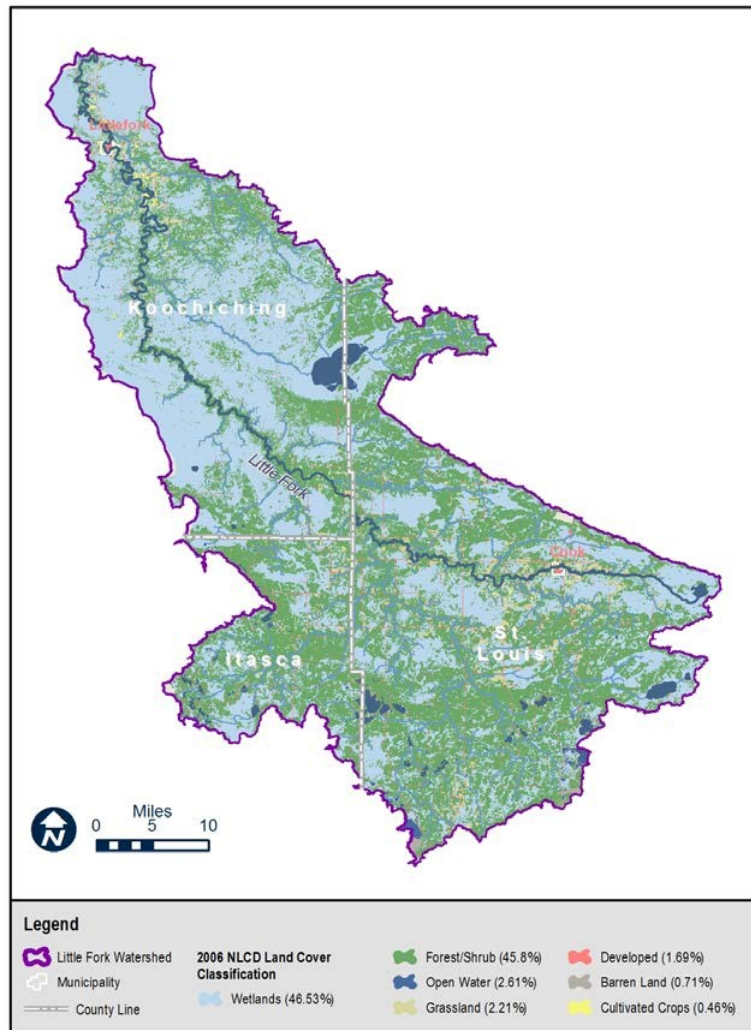 Littlefork
Koochiching
Little Fork
Cook
St.
Louis
Itasca
N
Miles
0 5 10
Legend
Little Fork Watershed
Municipality
County Line
2006 NLCD Land Cover
Classification
Wetlands (46.53%)
Forest/Shrub (45.8%)
Open Water (2.61%)
Grassland (2.21%)
Developed (1.69%)
Barren Land (0.71%)
Cultivated Crops (0.46%)